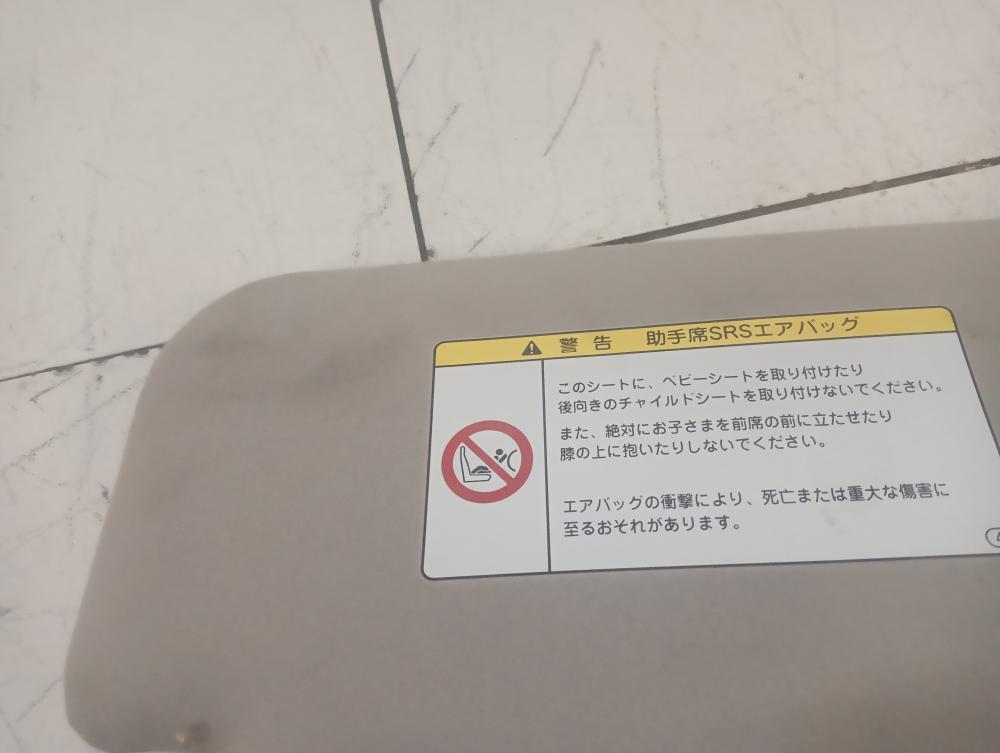 警告 助手席SRSエアバッグ
このシートに、ベビーシートを取り付けたり
後向きのチャイルドシートを取り付けないでください。
また、絶対にお子さまを前席の前に立たせたり
膝の上に抱いたりしないでください。
エアバッグの衝撃により、死亡または重大な傷害に
至るおそれがあります。